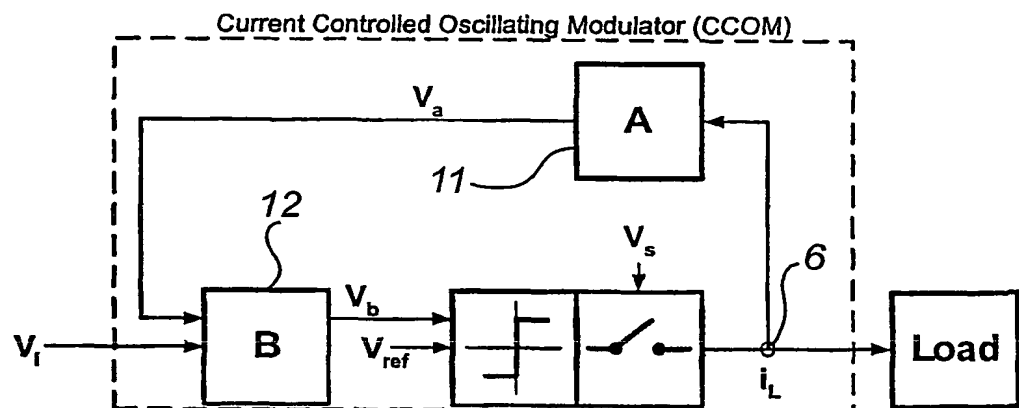 Current Controlled Oscillating Modulator (CCOM)
Va
A
11
12
Vs
6
Vb
Vi
B
Vref
Load
iL